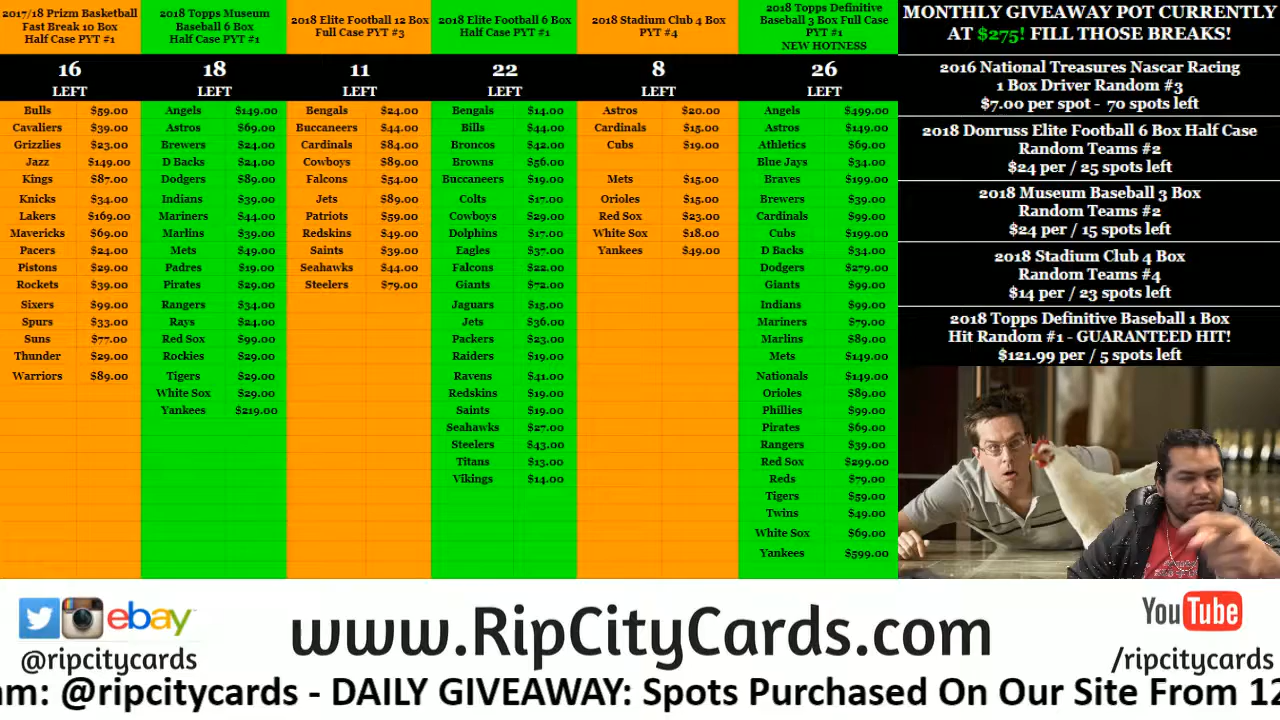 2017/18 Prizm Basketball
Fast Break 10 Box
Half Case PYT #1
16
LEFT
Bulls $59.00
Cavaliers $39.00
Grizzlies $23.00
Jazz $149.00
Kings $87.00
Knicks $34.00
Lakers $169.00
Mavericks $69.00
Pacers $24.00
Pistons $29.00
Rockets $39.00
Sixers $99.00
Spurs $33.00
Suns $77.00
Thunder $29.00
Warriors $89.00
2018 Topps Museum
Baseball 6 Box
Half Case PYT #1
18
LEFT
Angels $149.00
Astros $69.00
Brewers $24.00
D Backs $24.00
Dodgers $89.00
Indians $39.00
Mariners $44.00
Marlins $39.00
Mets $49.00
Padres $19.00
Pirates $29.00
Rangers $34.00
Rays $24.00
Red Sox $99.00
Rockies $29.00
Tigers $29.00
White Sox $29.00
Yankees $219.00
2018 Elite Football 12 Box
Full Case PYT #3
11
LEFT
Bengals $24.00
Buccaneers $44.00
Cardinals $84.00
Cowboys $89.00
Falcons $54.00
Jets $89.00
Patriots $59.00
Redskins $49.00
Saints $39.00
Seahawks $44.00
Steelers $79.00
2018 Elite Football 6 Box
Half Case PYT #1
22
LEFT
Bengals $14.00
Bills $44.00
Broncos $42.00
Browns $56.00
Buccaneers $19.00
Colts $17.00
Cowboys $29.00
Dolphins $17.00
Eagles $37.00
Falcons $22.00
Giants $72.00
Jaguars $15.00
Jets $36.00
Packers $23.00
Raiders $19.00
Ravens $41.00
Redskins $19.00
Saints $19.00
Seahawks $27.00
Steelers $43.00
Titans $13.00
Vikings $14.00
2018 Stadium Club 4 Box
PYT #4
8
LEFT
Astros $20.00
Cardinals $15.00
Cubs $19.00
Mets $15.00
Orioles $15.00
Red Sox $23.00
White Sox $18.00
Yankees $49.00
2018 Topps Definitive
Baseball 3 Box Full Case
PYT #1
NEW HOTNESS
26
LEFT
Angels $499.00
Astros $149.00
Athletics $69.00
Blue Jays $34.00
Braves $199.00
Brewers $39.00
Cardinals $99.00
Cubs $199.00
D Backs $34.00
Dodgers $279.00
Giants $99.00
Indians $99.00
Mariners $79.00
Marlins $89.00
Mets $149.00
Nationals $149.00
Orioles $89.00
Phillies $99.00
Pirates $69.00
Rangers $39.00
Red Sox $299.00
Reds $79.00
Tigers $59.00
Twins $49.00
White Sox $69.00
Yankees $599.00
MONTHLY GIVEAWAY POT CURRENTLY
AT $275! FILL THOSE BREAKS!
2016 National Treasures Nascar Racing
1 Box Driver Random #3
$7.00 per spot - 70 spots left
2018 Donruss Elite Football 6 Box Half Case
Random Teams #2
$24 per / 25 spots left
2018 Museum Baseball 3 Box
Random Teams #2
$24 per / 15 spots left
2018 Stadium Club 4 Box
Random Teams #4
$14 per / 23 spots left
2018 Topps Definitive Baseball 1 Box
Hit Random #1 - GUARANTEED HIT!
$121.99 per / 5 spots left
ebay
@ripcitycards
www.RipCityCards.com
YouTube
/ripcitycards
am: @ripcitycards - DAILY GIVEAWAY: Spots Purchased On Our Site From 12